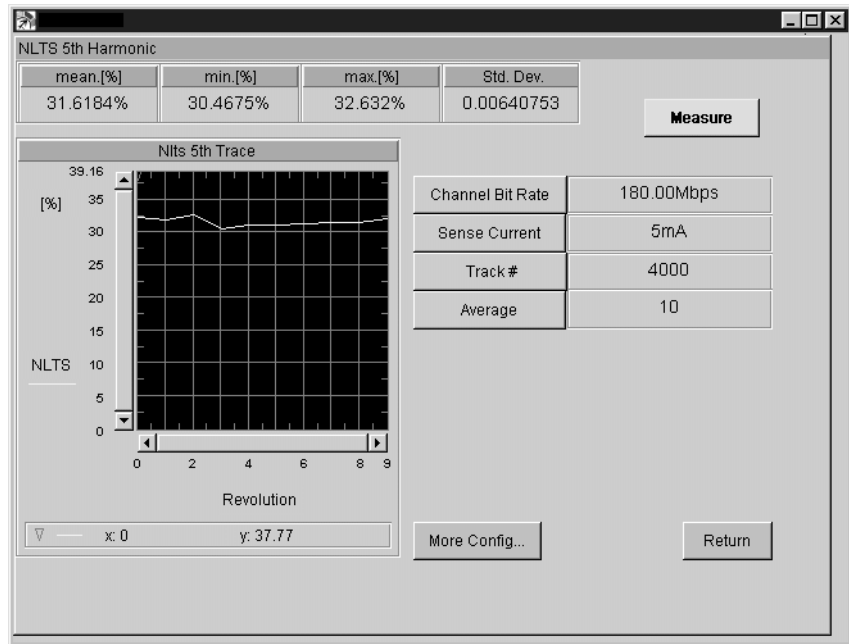 NLTS 5th Harmonic
mean.[%] min.[%] max.[%] Std. Dev.
31.6184% 30.4675% 32.632% 0.00640753
Measure
Nlts 5th Trace
39.16
[%]
35
30
25
20
15
NLTS 10
5
0
0 2 4 6 8 9
Revolution
x: 0 y: 37.77
Channel Bit Rate 180.00Mbps
Sense Current 5mA
Track # 4000
Average 10
More Config...
Return